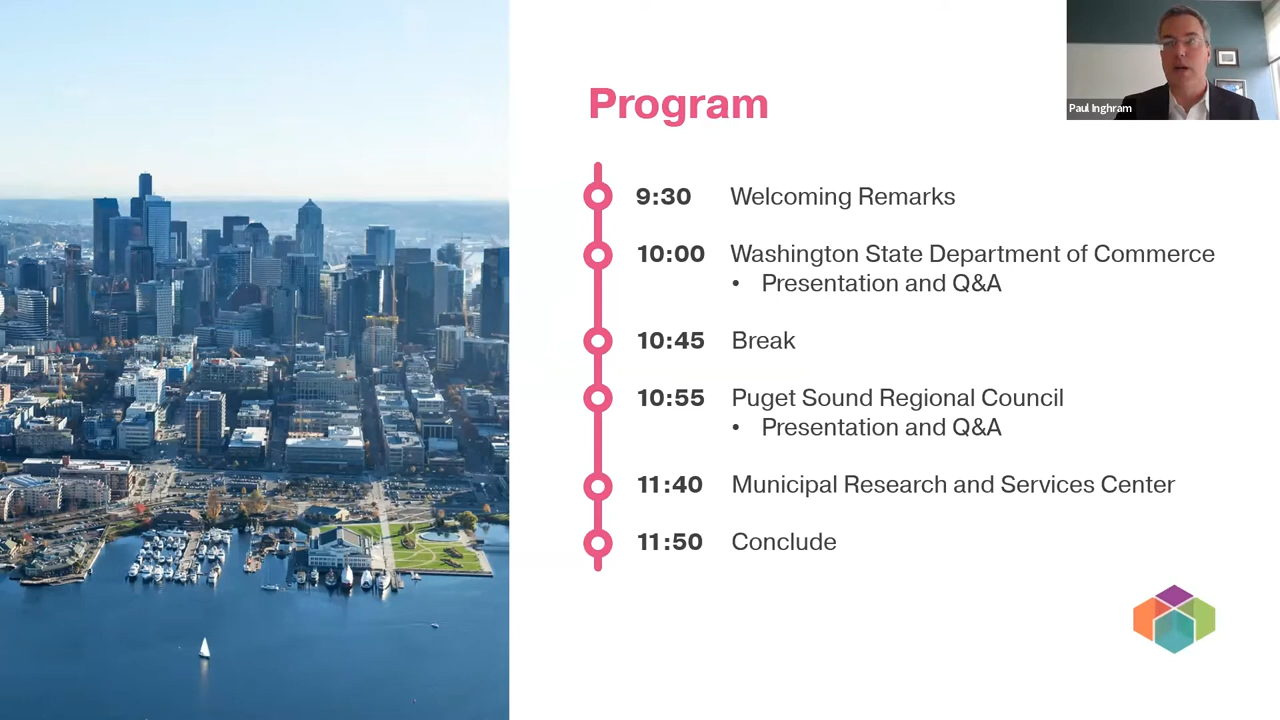 Program
Paul Inghram
9:30 Welcoming Remarks
10:00 Washington State Department of Commerce
• Presentation and Q&A
10:45 Break
10:55 Puget Sound Regional Council
• Presentation and Q&A
11:40 Municipal Research and Services Center
11:50 Conclude